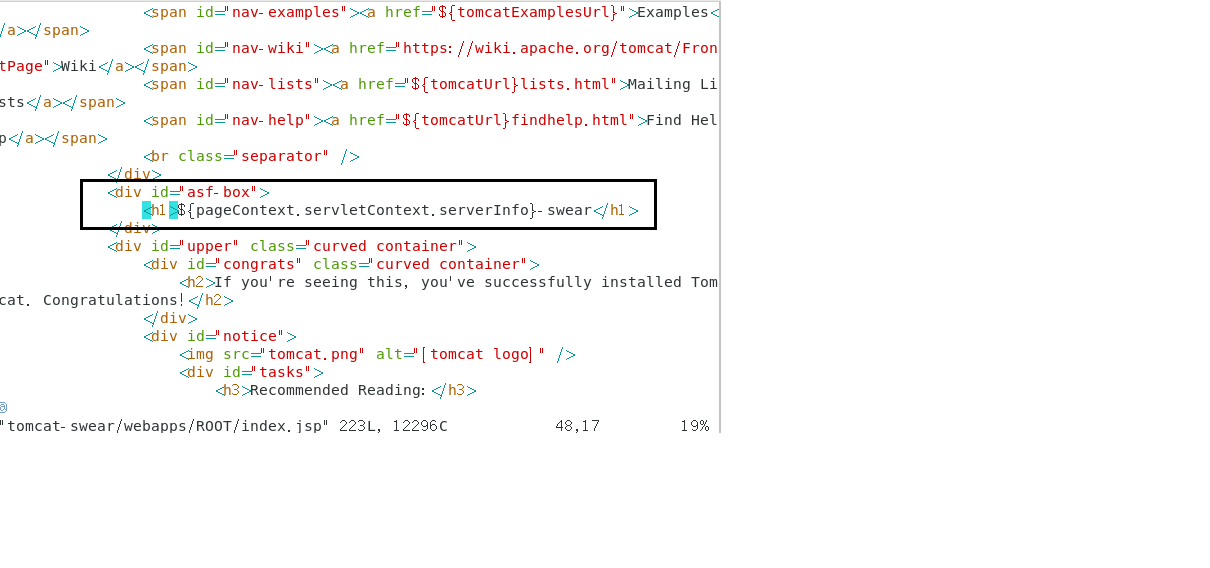 <span id="nav-examples"><a href="${tomcatExamplesUrl}">Examples<
/a></span>
<span id="nav-wiki"><a href="https://wiki.apache.org/tomcat/Fron
tPage">Wiki</a></span>
<span id="nav-lists"><a href="${tomcatUrl}lists.html">Mailing Li
sts</a></span>
<span id="nav-help"><a href="${tomcatUrl}findhelp.html">Find Hel
p</a></span>
<br class="separator" />
</div>
<div id="asf-box">
<h1>${pageContext.servletContext.serverInfo}-swear</h1>
</div>
<div id="upper" class="curved container">
<div id="congrats" class="curved container">
<h2>If you're seeing this, you've successfully installed Tom
cat. Congratulations!</h2>
</div>
<div id="notice">
<img src="tomcat.png" alt="[tomcat logo]" />
<div id="tasks">
<h3>Recommended Reading:</h3>
@
"tomcat-swear/webapps/ROOT/index.jsp" 223L, 12296C 48,17 19%